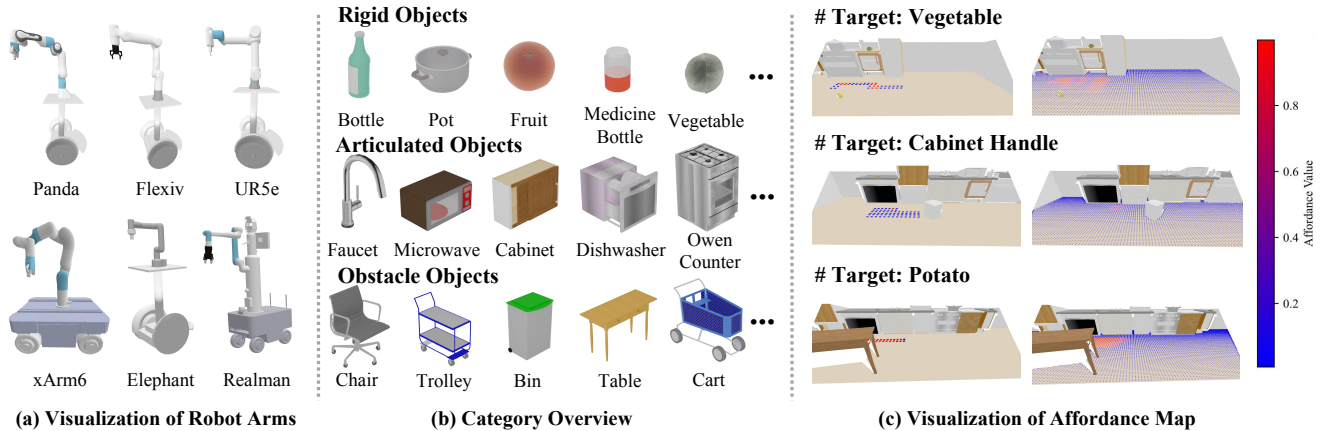 Panda
Flexiv
UR5e
xArm6
Elephant
Realman
(a) Visualization of Robot Arms
Rigid Objects
Bottle
Pot
Fruit
Medicine
Bottle
Vegetable
•••
Articulated Objects
Faucet
Microwave
Cabinet
Dishwasher
Owen
Counter
•••
Obstacle Objects
Chair
Trolley
Bin
Table
Cart
•••
(b) Category Overview
# Target: Vegetable
# Target: Cabinet Handle
# Target: Potato
0.8
0.6
0.4
0.2
Affordance Value
(c) Visualization of Affordance Map